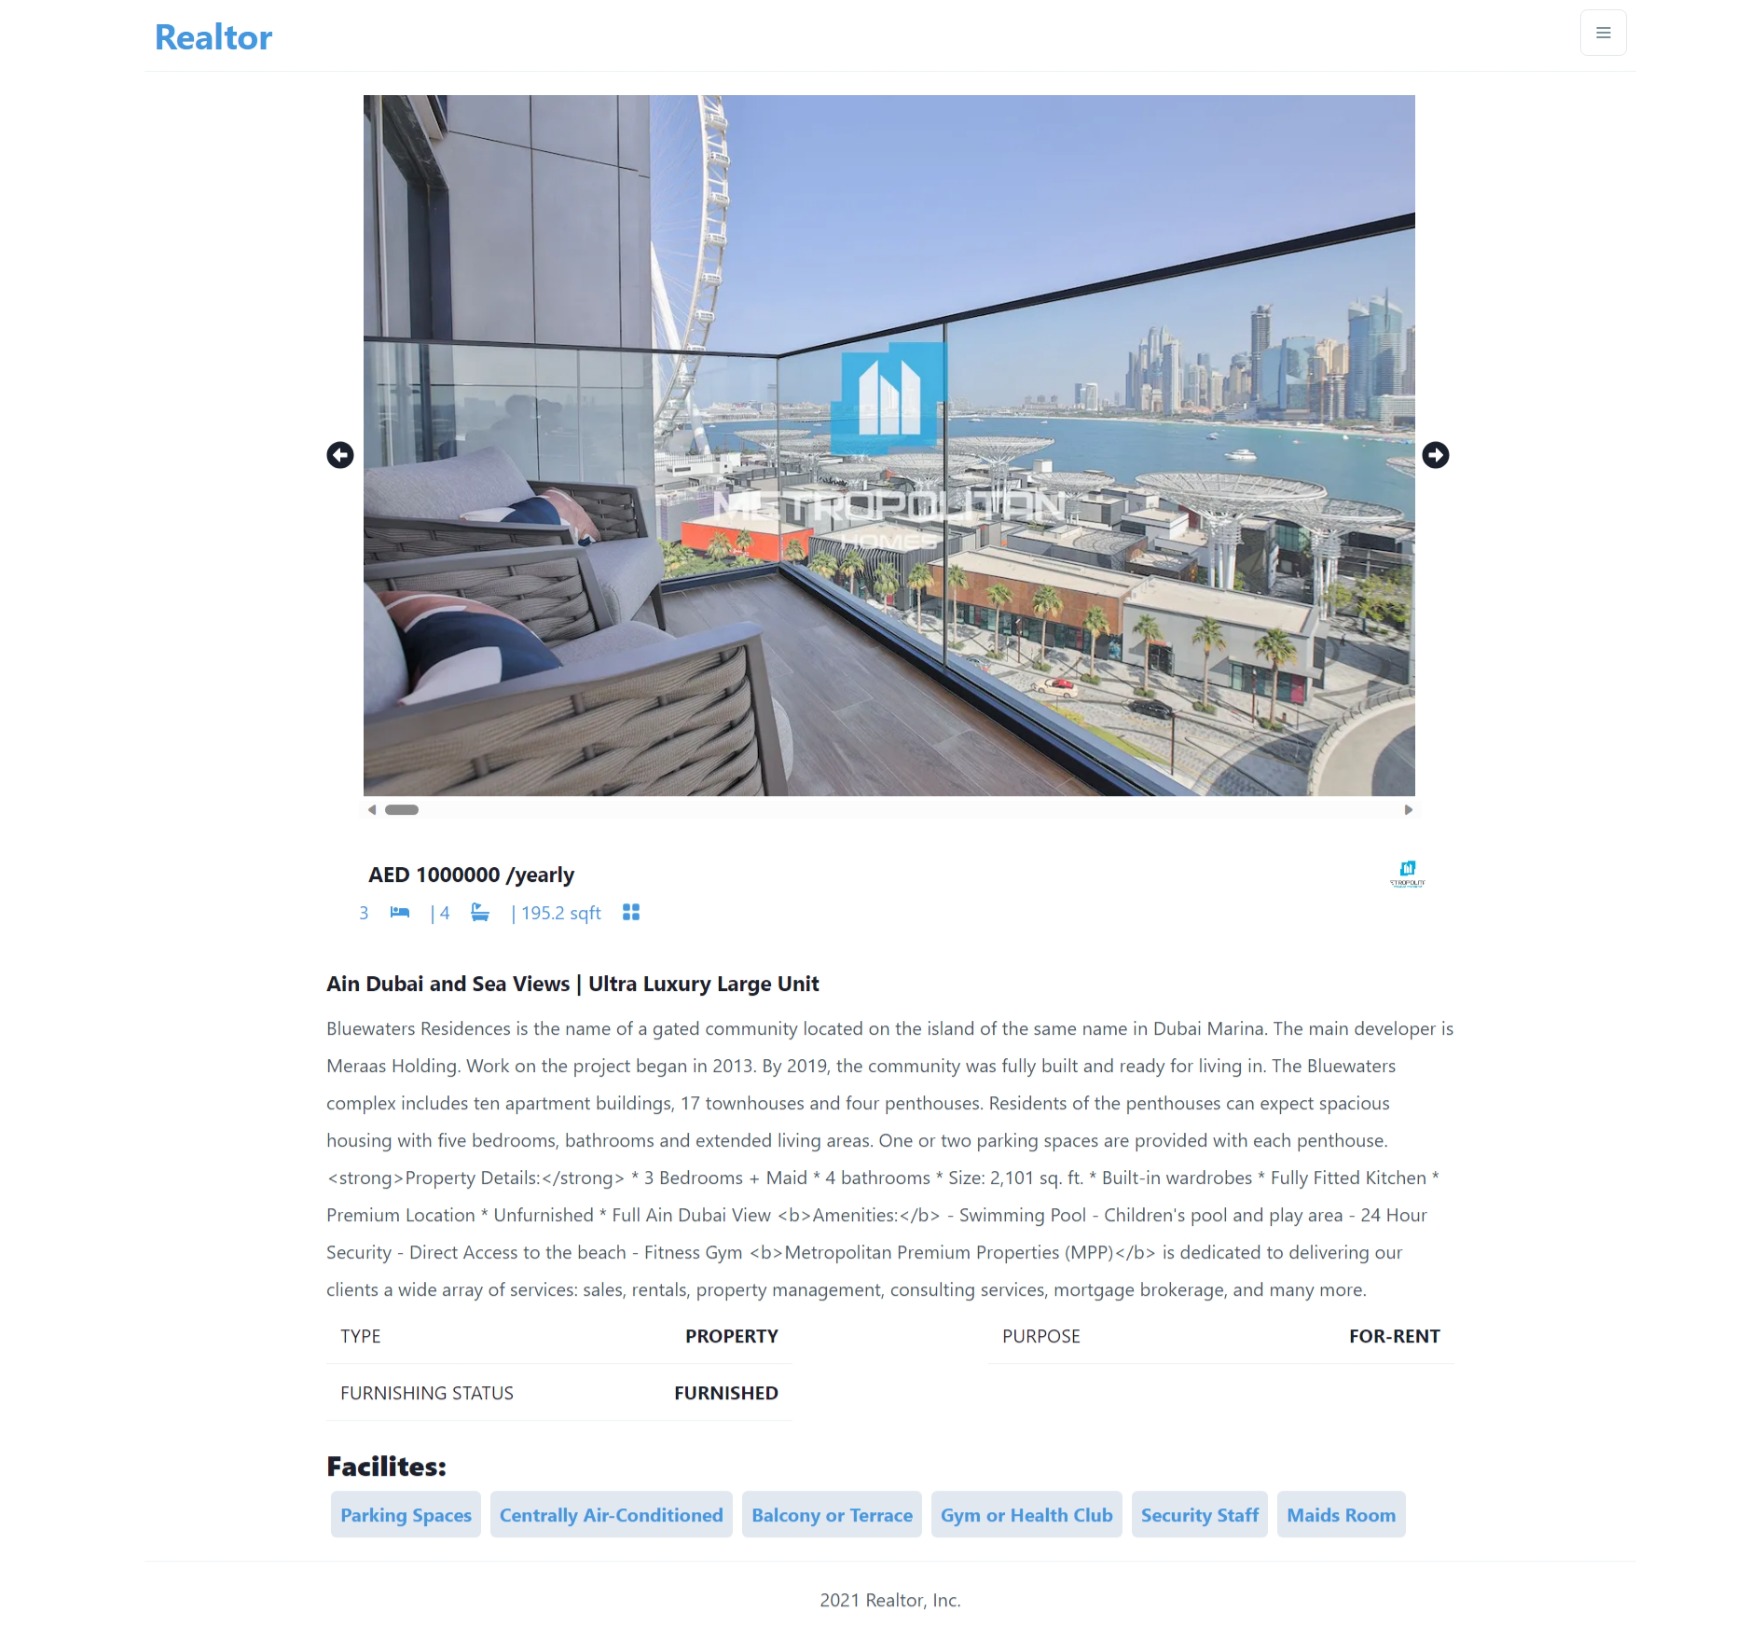 Realtor
METROPOLITAN
HOMES
AED 1000000 /yearly
3 | 4 | 195.2 sqft
Ain Dubai and Sea Views | Ultra Luxury Large Unit
Bluewaters Residences is the name of a gated community located on the island of the same name in Dubai Marina. The main developer is
Meraas Holding. Work on the project began in 2013. By 2019, the community was fully built and ready for living in. The Bluewaters
complex includes ten apartment buildings, 17 townhouses and four penthouses. Residents of the penthouses can expect spacious
housing with five bedrooms, bathrooms and extended living areas. One or two parking spaces are provided with each penthouse.
<strong>Property Details:</strong> * 3 Bedrooms + Maid * 4 bathrooms * Size: 2,101 sq. ft. * Built-in wardrobes * Fully Fitted Kitchen *
Premium Location * Unfurnished * Full Ain Dubai View <b>Amenities:</b> - Swimming Pool - Children's pool and play area - 24 Hour
Security - Direct Access to the beach - Fitness Gym <b>Metropolitan Premium Properties (MPP)</b> is dedicated to delivering our
clients a wide array of services: sales, rentals, property management, consulting services, mortgage brokerage, and many more.
TYPE PROPERTY PURPOSE FOR-RENT
FURNISHING STATUS FURNISHED
Facilites:
Parking Spaces Centrally Air-Conditioned Balcony or Terrace Gym or Health Club Security Staff Maids Room
2021 Realtor, Inc.